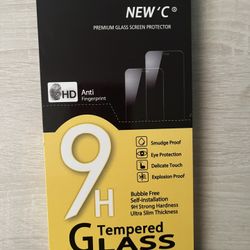 NEW'C
PREMIUM GLASS SCREEN PROTECTOR
HD
Anti
Fingerprint
9H
Smudge Proof
Eye Protection
Delicate Touch
Explosion Proof
Bubble Free
Self-installation
9H Strong Hardness
Ultra Slim Thickness
Tempered
GLASS